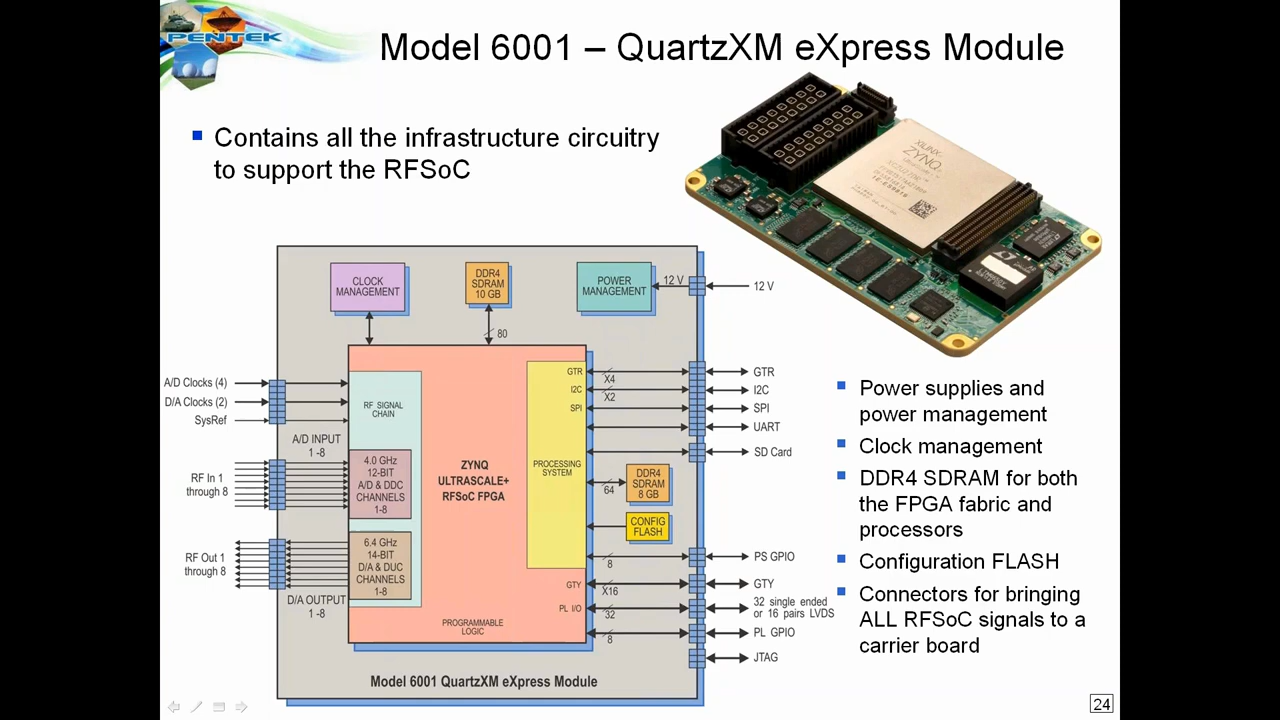 PENTEK
Model 6001 – QuartzXM eXpress Module
Contains all the infrastructure circuitry
to support the RFSoC
XILINX
ZYNQ
CLOCK
MANAGEMENT
DDR4
SDRAM
10 GB
POWER
MANAGEMENT
12 V
12 V
80
A/D Clocks (4)
D/A Clocks (2)
SysRef
A/D INPUT
1 -8
RF In 1
through 8
RF Out 1
through 8
D/A OUTPUT
1 -8
RF SIGNAL
CHAIN
4.0 GHz
12-BIT
A/D & DDC
CHANNELS
1-8
6.4 GHz
14-BIT
D/A & DUC
CHANNELS
1-8
ZYNQ
ULTRASCALE+
RFSoC FPGA
PROGRAMMABLE
LOGIC
PROCESSING
SYSTEM
GTR
I2C
SPI
GTY
PL I/O
X4
X2
64
DDR4
SDRAM
8 GB
CONFIG
FLASH
8
X16
32
8
GTR
I2C
SPI
UART
SD Card
PS GPIO
GTY
32 single ended
or 16 pairs LVDS
PL GPIO
JTAG
Model 6001 QuartzXM eXpress Module
Power supplies and
power management
Clock management
DDR4 SDRAM for both
the FPGA fabric and
processors
Configuration FLASH
Connectors for bringing
ALL RFSoC signals to a
carrier board
24